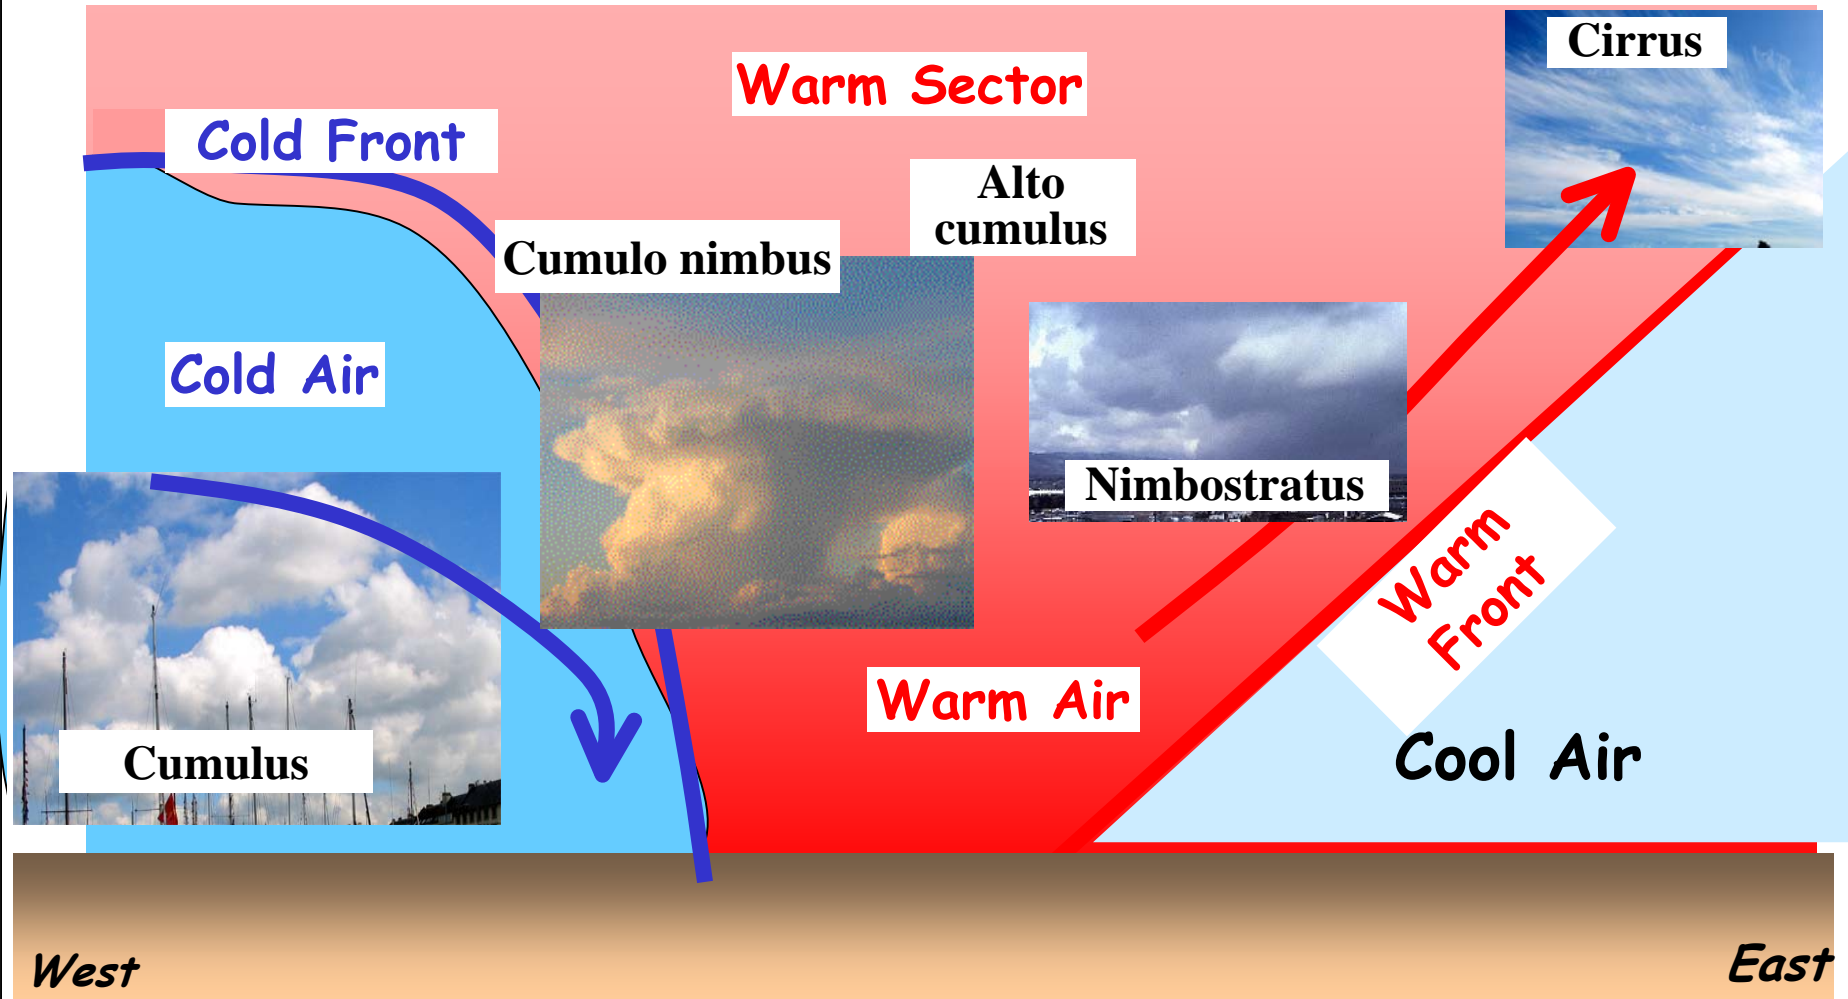 Cirrus
Warm Sector
Cold Front
Alto
cumulus
Cumulo nimbus
Cold Air
Nimbostratus
Warm
Front
Warm Air
Cool Air
Cumulus
West
East